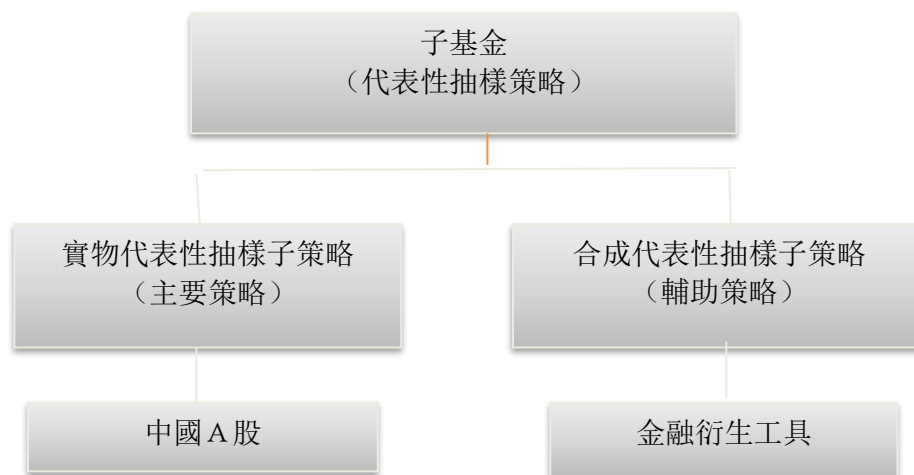 子基金
（代表性抽樣策略）
實物代表性抽樣子策略
（主要策略）
合成代表性抽樣子策略
（輔助策略）
中國A股
金融衍生工具